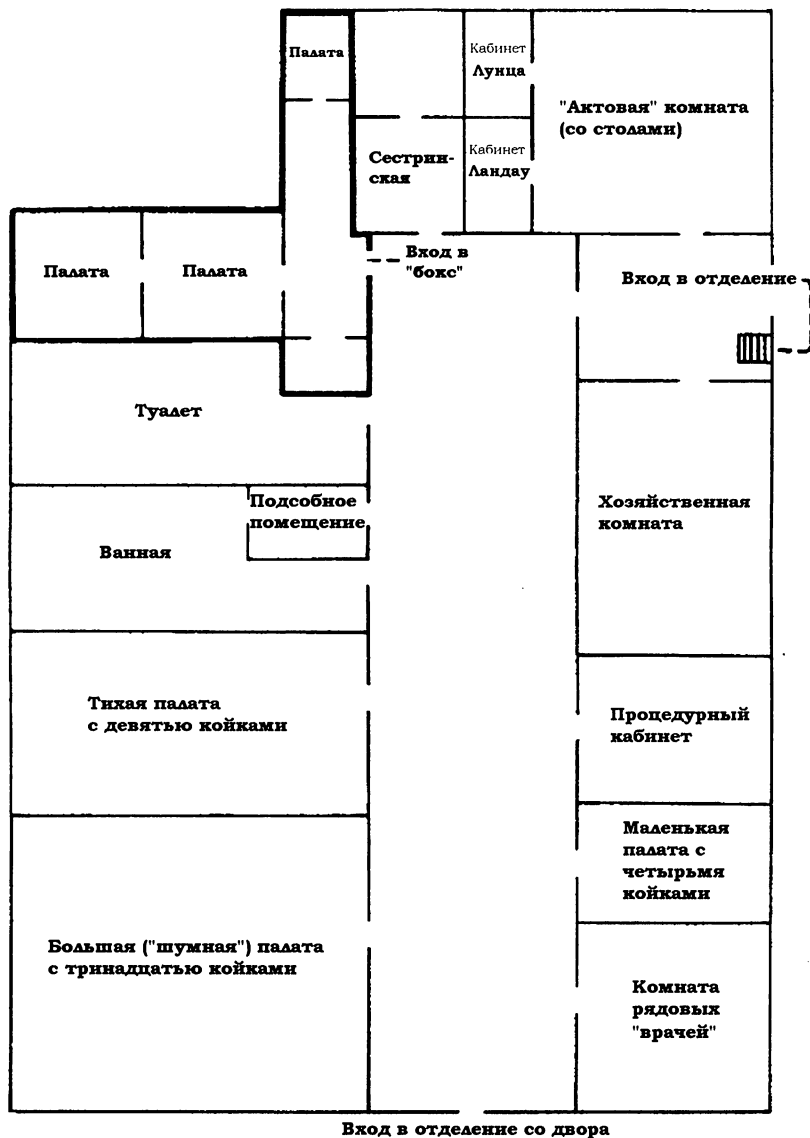 Палата
Кабинет
Лунца
"Актовая" комната
(со столами)
Сестрин-
ская
Кабинет
Ландау
Палата
Палата
Вход в
"бокс"
Вход в отделение
Туалет
Подсобное
помещение
Хозяйственная
комната
Ванная
Тихая палата
с девятью койками
Процедурный
кабинет
Маленькая
палата с
четырьмя
койками
Большая ("шумная") палата
с тринадцатью койками
Комната
рядовых
"врачей"
Вход в отделение со двора